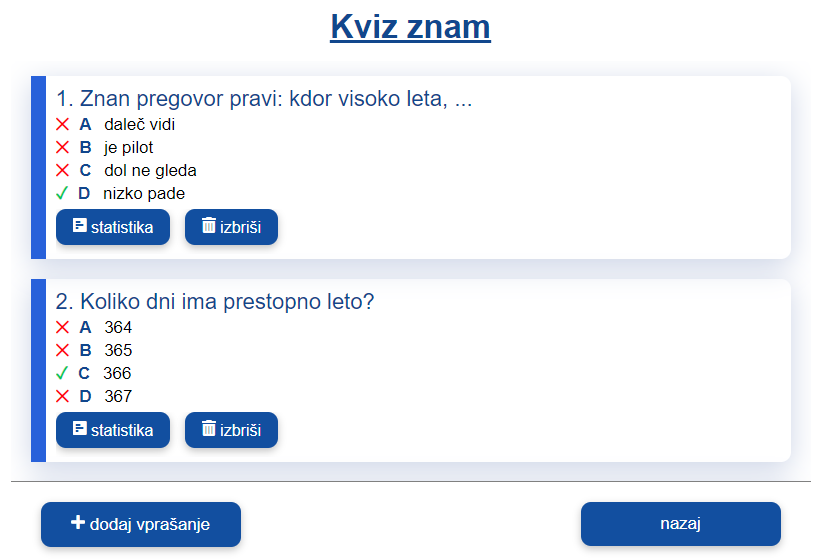 Kviz znam
1. Znan pregovor pravi: kdor visoko leta, ...
A daleč vidi
B je pilot
C dol ne gleda
D nizko pade
statistika izbriši
2. Koliko dni ima prestopno leto?
A 364
B 365
C 366
D 367
statistika izbriši
dodaj vprašanje nazaj